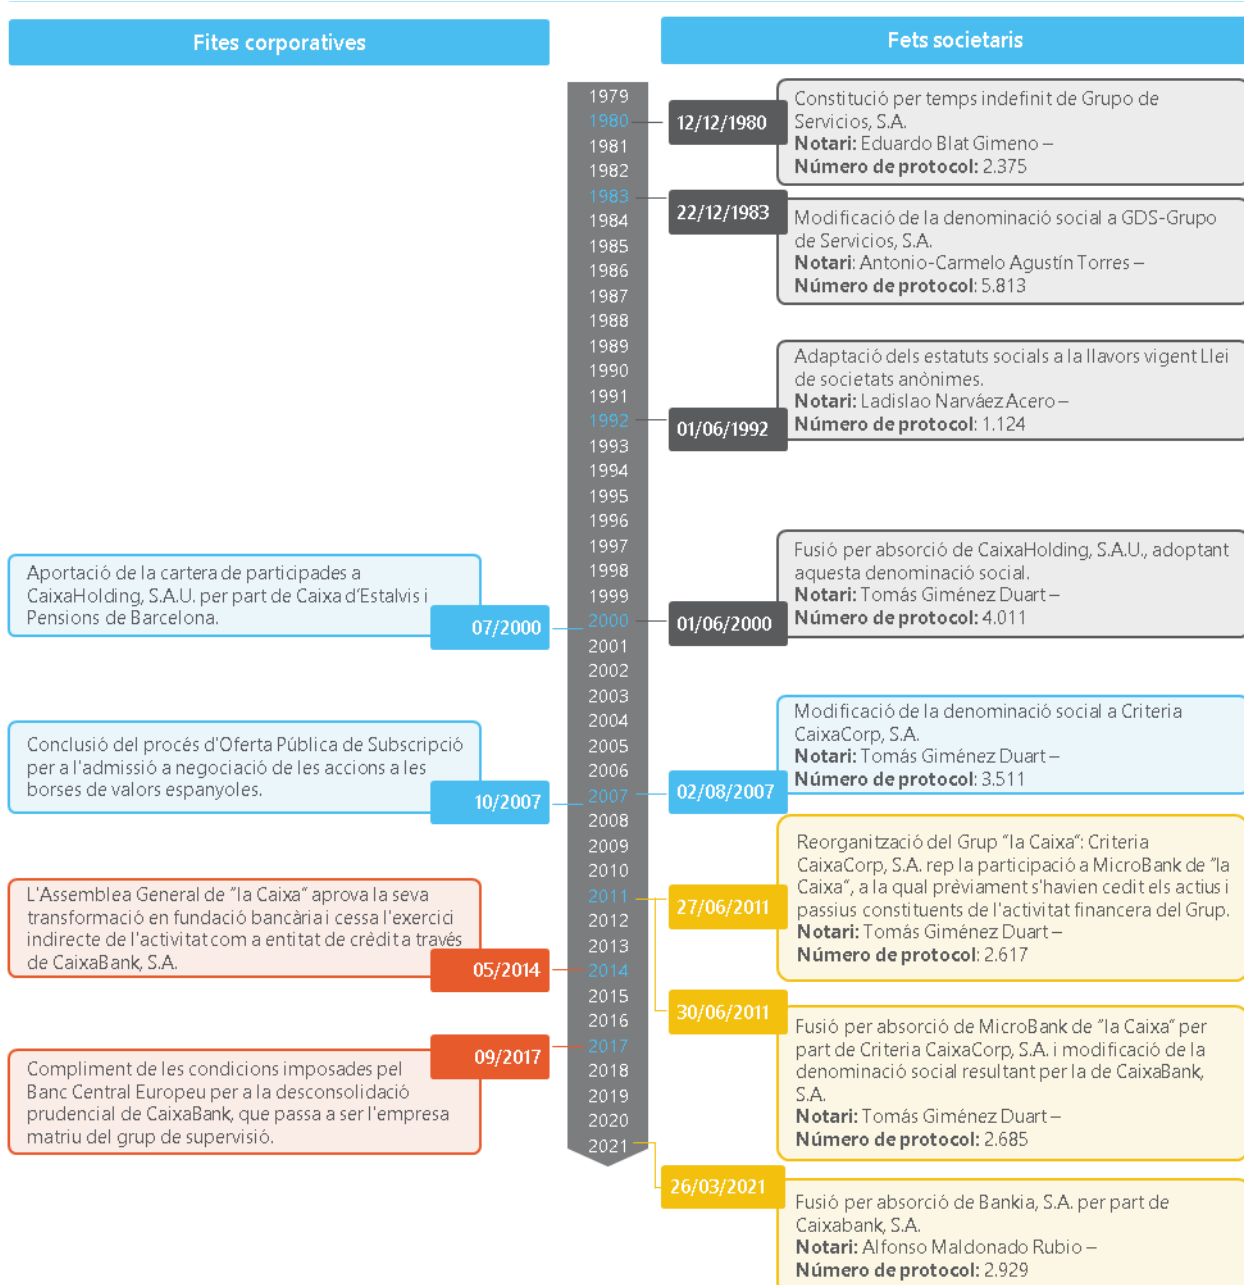 Fites corporatives
Fets societaris
1979
1980
1981
1982
1983
1984
1985
1986
1987
1988
1989
1990
1991
1992
1993
1994
1995
1996
1997
1998
1999
2000
2001
2002
2003
2004
2005
2006
2007
2008
2009
2010
2011
2012
2013
2014
2015
2016
2017
2018
2019
2020
2021
Aportació de la cartera de participades a
CaixaHolding, S.A.U. per part de Caixa d’Estalvis i
Pensions de Barcelona.
07/2000
Conclusió del procés d'Oferta Pública de Subscripció
per a l'admissió a negociació de les accions a les
borses de valors espanyoles.
10/2007
L'Assemblea General de ”la Caixa“ aprova la seva
transformació en fundació bancària i cessa l'exercici
indirecte de l'activitat com a entitat de crèdit a través
de CaixaBank, S.A.
05/2014
09/2017
Compliment de les condicions imposades pel
Banc Central Europeu per a la desconsolidació
prudencial de CaixaBank, que passa a ser l'empresa
matriu del grup de supervisió.
12/12/1980
Constitució per temps indefinit de Grupo de
Servicios, S.A.
Notari: Eduardo Blat Gimeno –
Número de protocol: 2.375
22/12/1983
Modificació de la denominació social a GDS-Grupo
de Servicios, S.A.
Notari: Antonio-Carmelo Agustín Torres –
Número de protocol: 5.813
Adaptació dels estatuts socials a la llavors vigent Llei
de societats anònimes.
Notari: Ladislao Narváez Acero –
Número de protocol: 1.124
01/06/1992
Fusió per absorció de CaixaHolding, S.A.U., adoptant
aquesta denominació social.
Notari: Tomás Giménez Duart –
Número de protocol: 4.011
01/06/2000
Modificació de la denominació social a Criteria
CaixaCorp, S.A.
Notari: Tomás Giménez Duart –
Número de protocol: 3.511
02/08/2007
Reorganització del Grup “la Caixa“: Criteria
CaixaCorp, S.A. rep la participació a MicroBank de ”la
Caixa“, a la qual prèviament s'havien cedit els actius i
passius constituents de l'activitat financera del Grup.
Notari: Tomás Giménez Duart –
Número de protocol: 2.617
27/06/2011
30/06/2011
Fusió per absorció de MicroBank de ”la Caixa“ per
part de Criteria CaixaCorp, S.A. i modificació de la
denominació social resultant per la de CaixaBank,
S.A.
Notari: Tomás Giménez Duart –
Número de protocol: 2.685
26/03/2021
Fusió per absorció de Bankia, S.A. per part de
Caixabank, S.A.
Notari: Alfonso Maldonado Rubio –
Número de protocol: 2.929